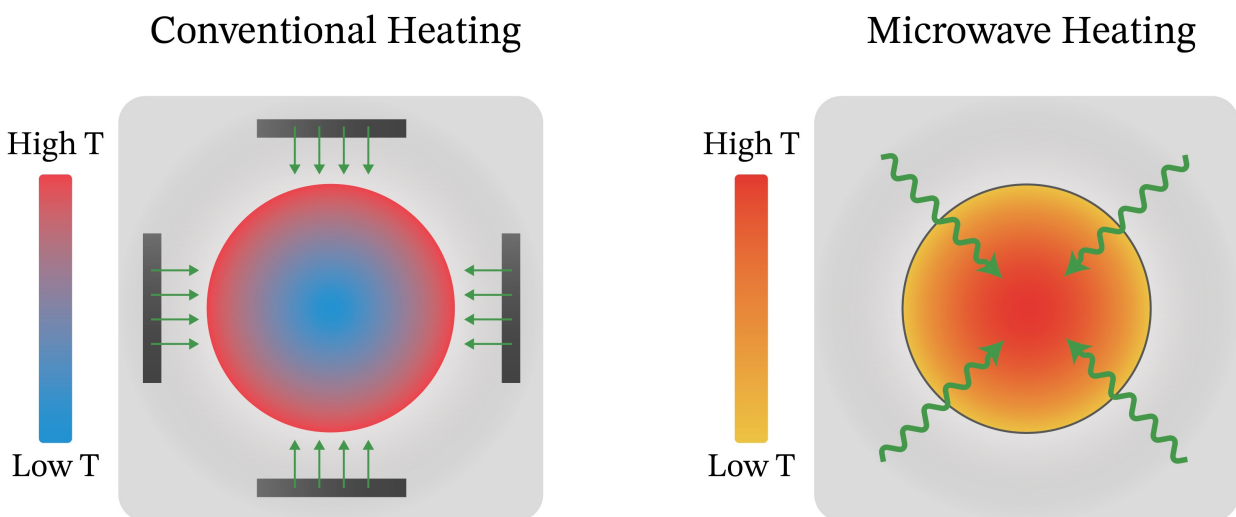 Conventional Heating
Microwave Heating
High T
Low T
High T
Low T